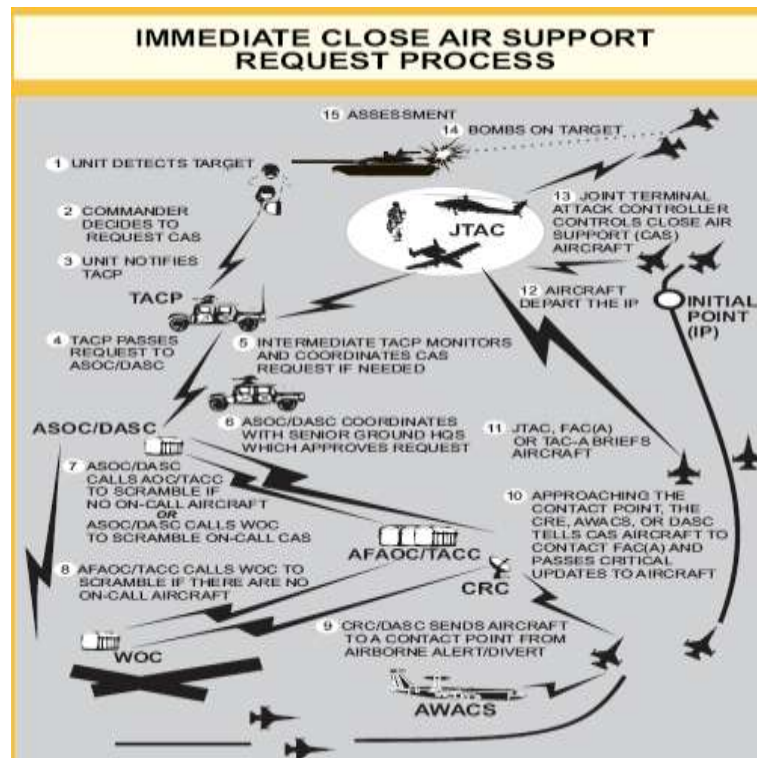 IMMEDIATE CLOSE AIR SUPPORT
REQUEST PROCESS
15 ASSESSMENT
14 BOMBS ON TARGET
1 UNIT DETECTS TARGET
2 COMMANDER
DECIDES TO
REQUEST CAS
3 UNIT NOTIFIES
TACP
TACP
JTAC
13 JOINT TERMINAL
ATTACK CONTROLLER
CONTROLS CLOSE AIR
SUPPORT (CAS)
AIRCRAFT
12 AIRCRAFT
DEPART THE IP
INITIAL
POINT
(IP)
4 TACP PASSES
REQUEST TO
ASOC/DASC
5 INTERMEDIATE TACP MONITORS
AND COORDINATES CAS
REQUEST IF NEEDED
ASOC/DASC
6 ASOC/DASC COORDINATES
WITH SENIOR GROUND HQS
WHICH APPROVES REQUEST
11 JTAC, FAC(A)
OR TAC-A BRIEFS
AIRCRAFT
7 ASOC/DASC
CALLS AOC/TACC
TO SCRAMBLE IF
NO ON-CALL AIRCRAFT
OR
ASOC/DASC CALLS WOC
TO SCRAMBLE ON-CALL CAS
10 APPROACHING THE
CONTACT POINT, THE
CRE, AWACS, OR DASC
TELLS CAS AIRCRAFT TO
CONTACT FAC(A) AND
PASSES CRITICAL
UPDATES TO AIRCRAFT
AFAOC/TACC
CRC
8 AFAOC/TACC CALLS WOC TO
SCRAMBLE IF THERE ARE NO
ON-CALL AIRCRAFT
WOC
9 CRC/DASC SENDS AIRCRAFT
TO A CONTACT POINT FROM
AIRBORNE ALERT/DIVERT
AWACS